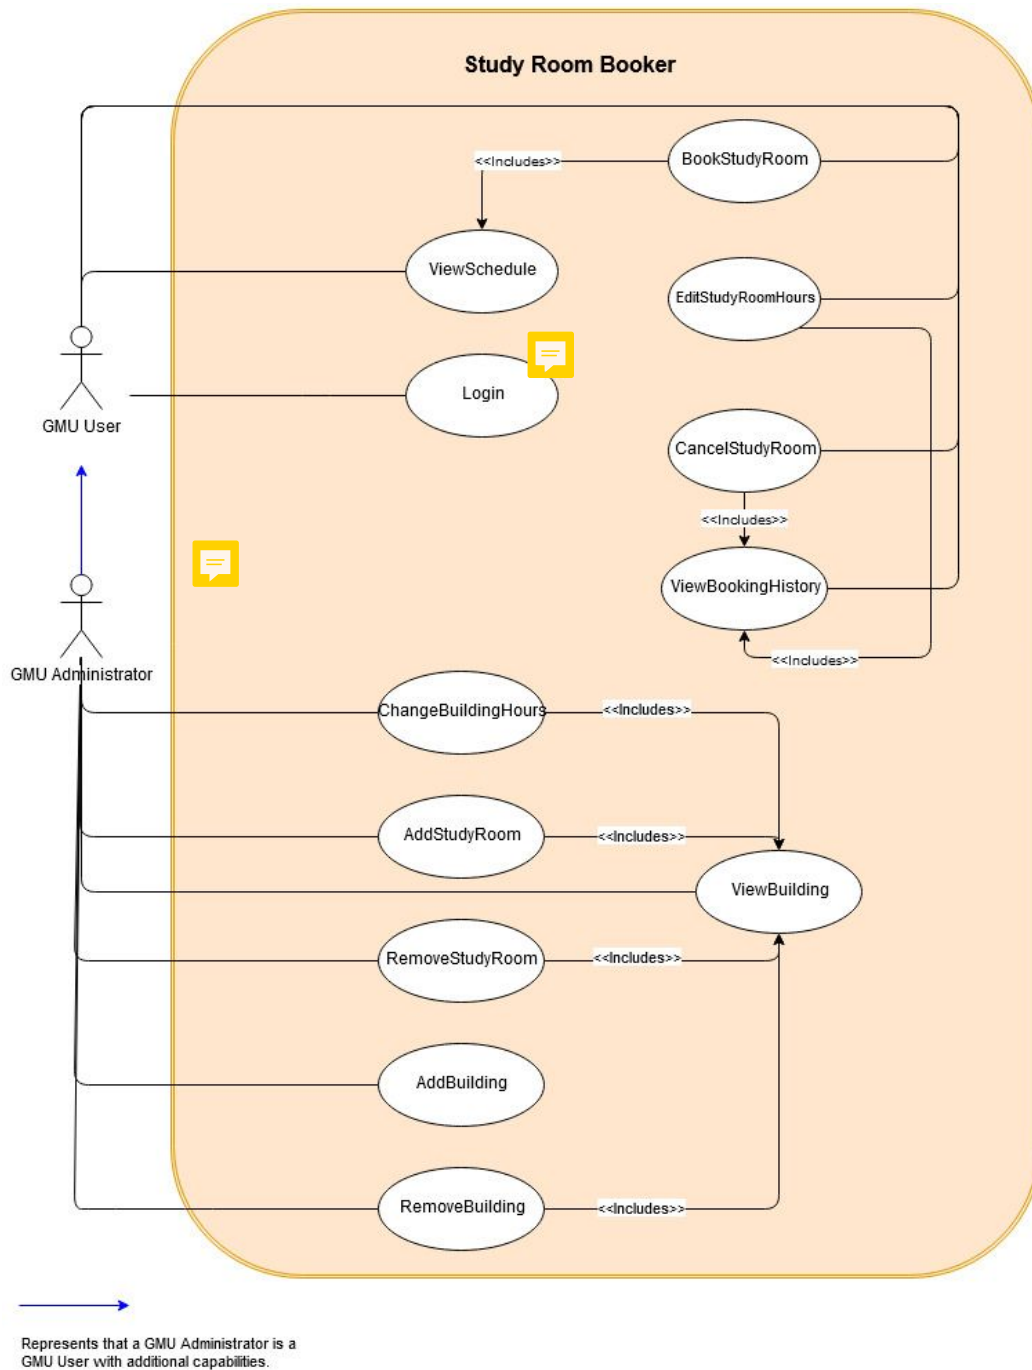 Study Room Booker
BookStudyRoom
<<Includes>>
ViewSchedule
EditStudyRoomHours
Login
GMU User
CancelStudyRoom
<<Includes>>
ViewBookingHistory
<<Includes>>
GMU Administrator
ChangeBuildingHours
<<Includes>>
AddStudyRoom
<<Includes>>
ViewBuilding
RemoveStudyRoom
<<Includes>>
AddBuilding
RemoveBuilding
<<Includes>>
Represents that a GMU Administrator is a
GMU User with additional capabilities.